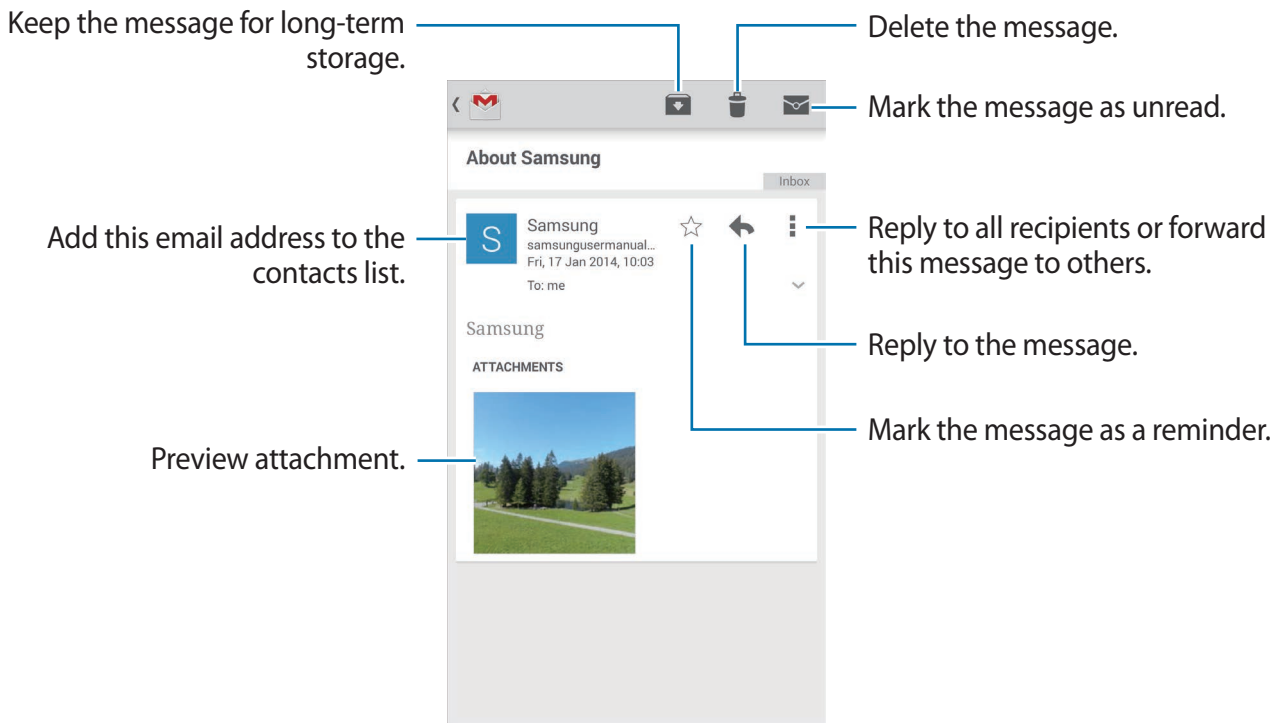 Keep the message for long-term
storage.
Delete the message.
Mark the message as unread.
About Samsung
Inbox
Add this email address to the
contacts list.
S
Samsung
samsungusermanual...
Fri, 17 Jan 2014, 10:03
To: me
Reply to all recipients or forward
this message to others.
Samsung
Reply to the message.
ATTACHMENTS
Mark the message as a reminder.
Preview attachment.